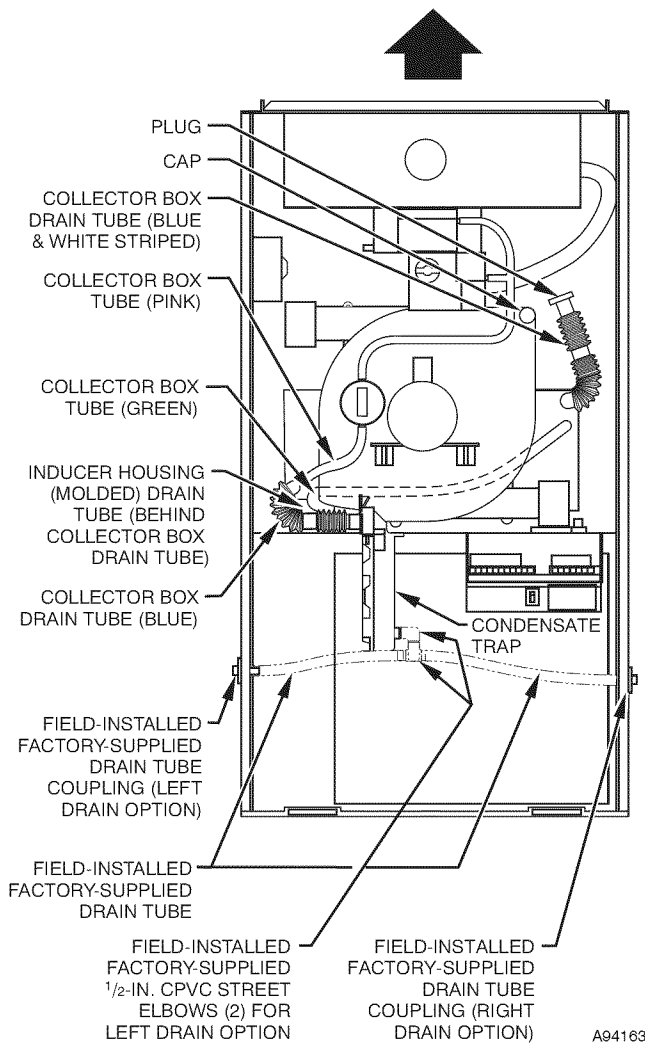 PLUG
CAP
COLLECTOR BOX
DRAIN TUBE (BLUE
& WHITE STRIPED)
COLLECTOR BOX
TUBE (PINK)
COLLECTOR BOX
TUBE (GREEN)
INDUCER HOUSING
(MOLDED) DRAIN
TUBE (BEHIND
COLLECTOR BOX
DRAIN TUBE)
COLLECTOR BOX
DRAIN TUBE (BLUE)
CONDENSATE
TRAP
FIELD-INSTALLED
FACTORY-SUPPLIED
DRAIN TUBE
COUPLING (LEFT
DRAIN OPTION)
FIELD-INSTALLED
FACTORY-SUPPLIED
DRAIN TUBE
FIELD-INSTALLED
FACTORY-SUPPLIED
1/2-IN. CPVC STREET
ELBOWS (2) FOR
LEFT DRAIN OPTION
FIELD-INSTALLED
FACTORY-SUPPLIED
DRAIN TUBE
COUPLING (RIGHT
DRAIN OPTION)
A94163